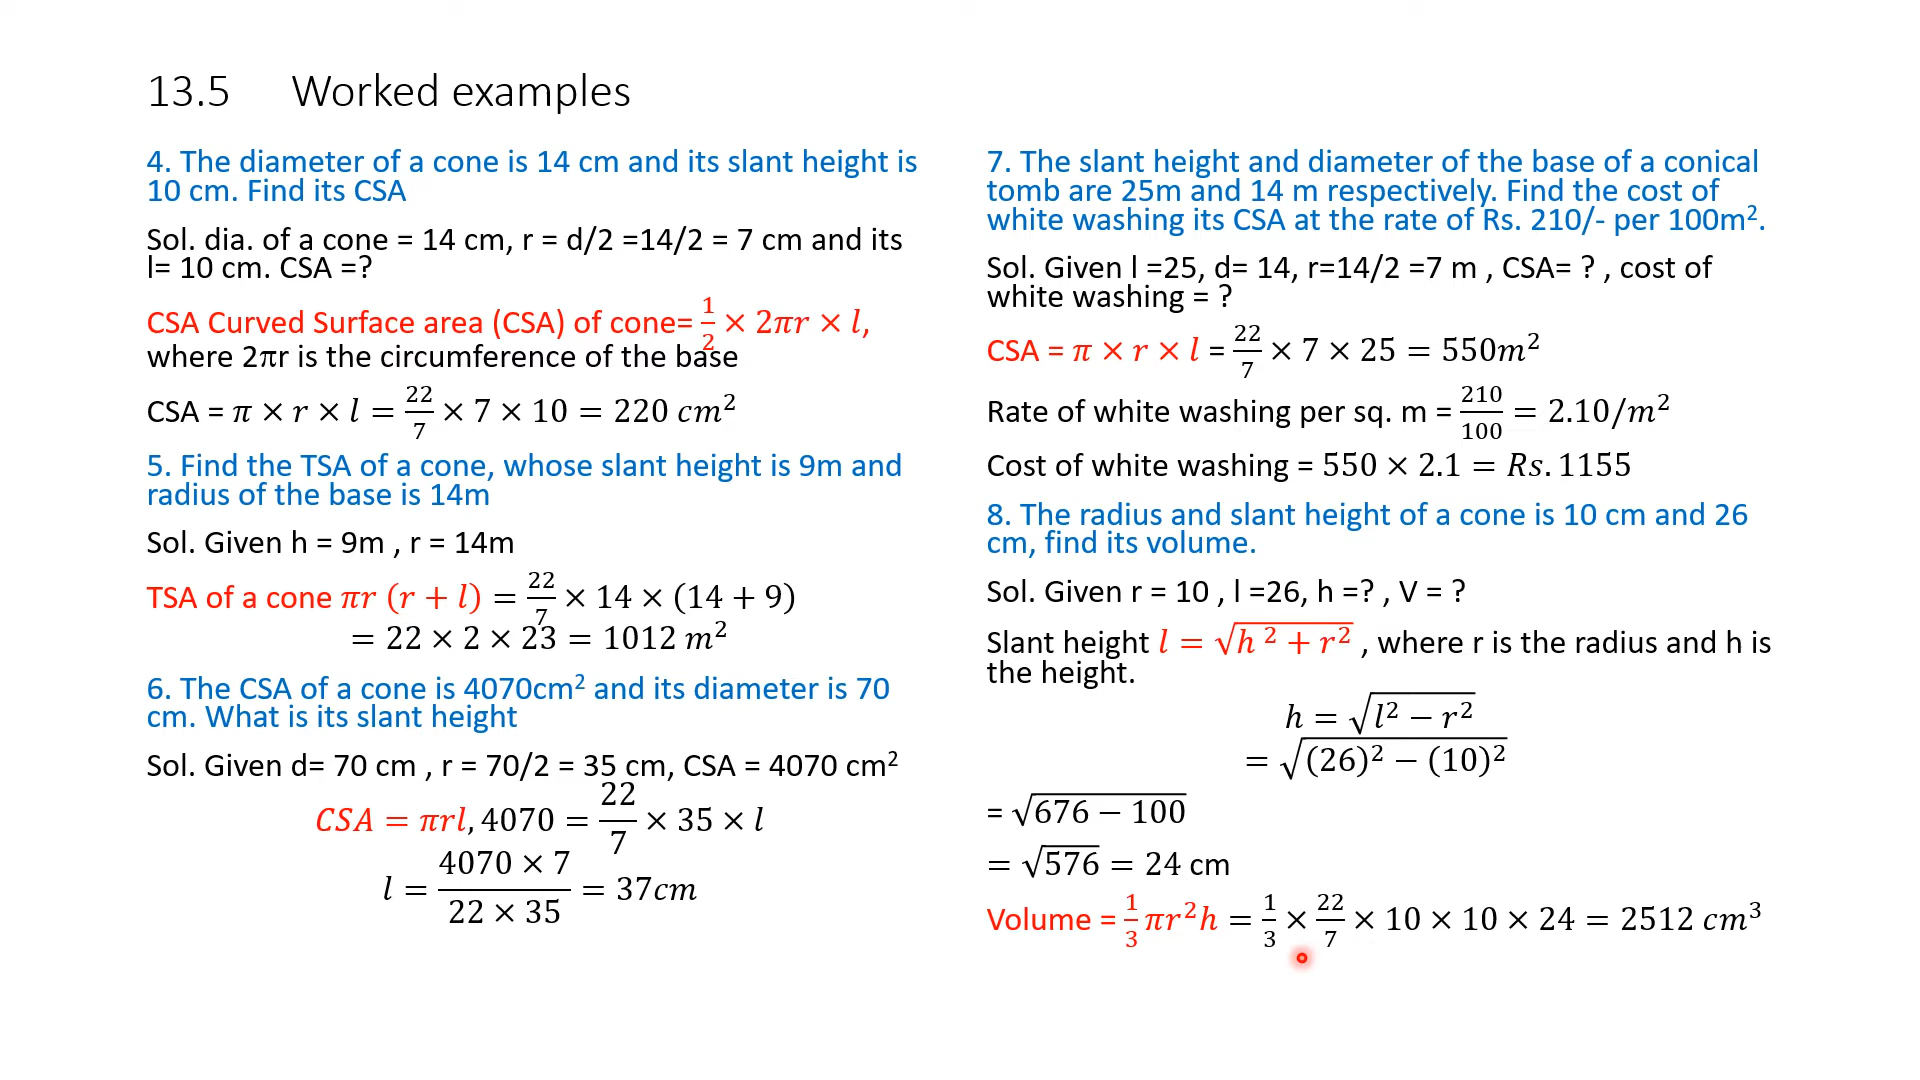 13.5 Worked examples
4. The diameter of a cone is 14 cm and its slant height is
10 cm. Find its CSA
Sol. dia. of a cone = 14 cm, r = d/2 =14/2 = 7 cm and its
l= 10 cm. CSA =?
CSA Curved Surface area (CSA) of cone= 1/2 × 2πr × l,
where 2πr is the circumference of the base
CSA = π × r × l = 22/7 × 7 × 10 = 220 cm²
5. Find the TSA of a cone, whose slant height is 9m and
radius of the base is 14m
Sol. Given h = 9m , r = 14m
TSA of a cone πr (r + l) = 22/7 × 14 × (14 + 9)
= 22 × 2 × 23 = 1012 m²
6. The CSA of a cone is 4070cm² and its diameter is 70
cm. What is its slant height
Sol. Given d= 70 cm , r = 70/2 = 35 cm, CSA = 4070 cm²
CSA = πrl, 4070 = 22/7 × 35 × l
l = (4070 × 7)/(22 × 35) = 37cm
7. The slant height and diameter of the base of a conical
tomb are 25m and 14 m respectively. Find the cost of
white washing its CSA at the rate of Rs. 210/- per 100m².
Sol. Given l =25, d= 14, r=14/2 =7 m , CSA= ? , cost of
white washing = ?
CSA = π × r × l = 22/7 × 7 × 25 = 550m²
Rate of white washing per sq. m = 210/100 = 2.10/m²
Cost of white washing = 550 × 2.1 = Rs. 1155
8. The radius and slant height of a cone is 10 cm and 26
cm, find its volume.
Sol. Given r = 10 , l =26, h =? , V = ?
Slant height l = √(h² + r²) , where r is the radius and h is
the height.
h = √(l² − r²)
= √((26)² − (10)²)
= √(676 − 100)
= √576 = 24 cm
Volume = 1/3 πr²h = 1/3 × 22/7 × 10 × 10 × 24 = 2512 cm³